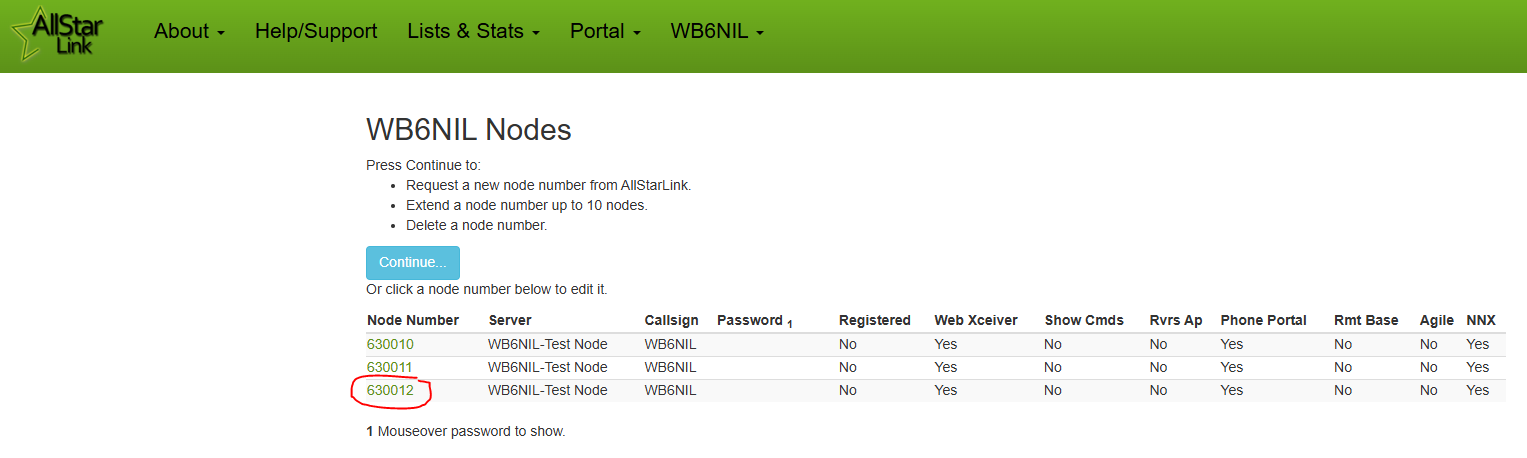 AllStar Link About Help/Support Lists & Stats Portal WB6NIL
WB6NIL Nodes
Press Continue to:
• Request a new node number from AllStarLink.
• Extend a node number up to 10 nodes.
• Delete a node number.
Continue...
Or click a node number below to edit it.
Node Number Server Callsign Password 1 Registered Web Xceiver Show Cmds Rvrs Ap Phone Portal Rmt Base Agile NNX
630010 WB6NIL-Test Node WB6NIL No Yes No No Yes No No Yes
630011 WB6NIL-Test Node WB6NIL No Yes No No Yes No No Yes
630012 WB6NIL-Test Node WB6NIL No Yes No No Yes No No Yes
1 Mouseover password to show.